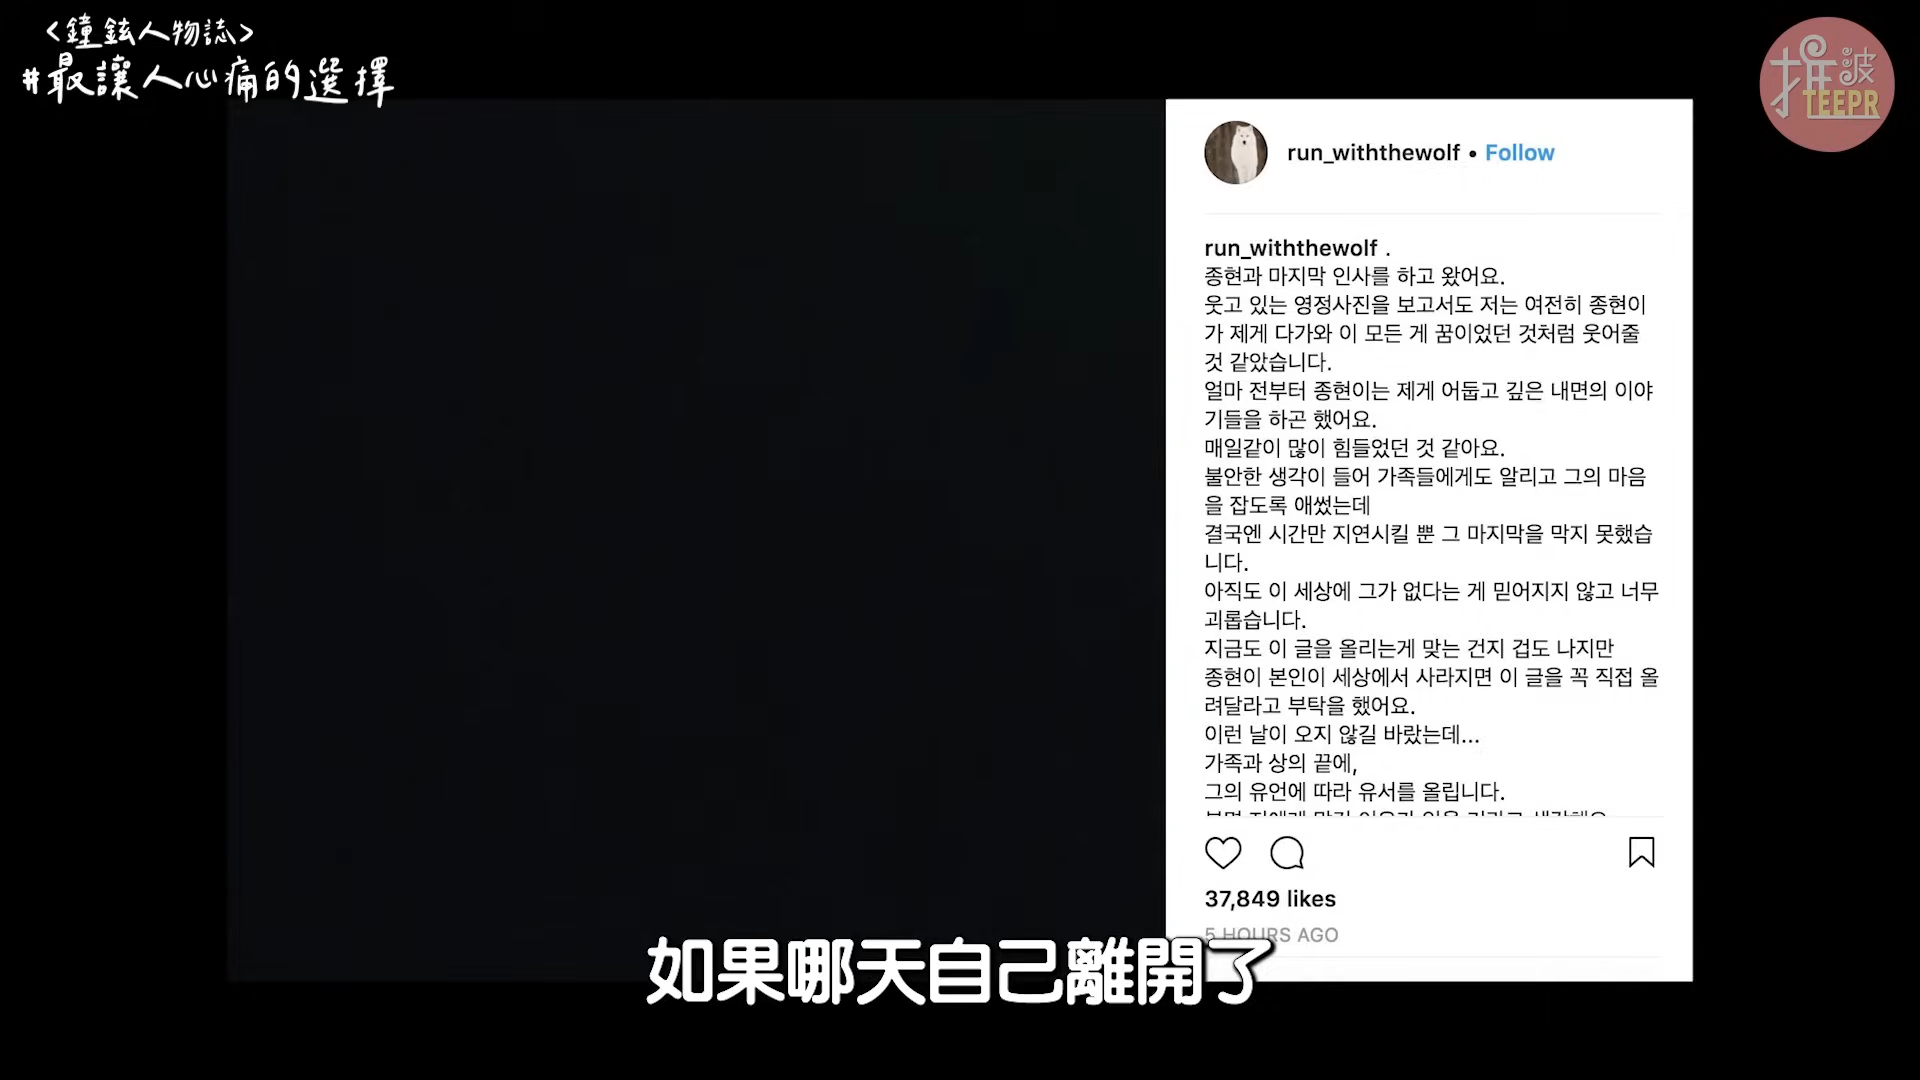 <鐘鉉人物誌>
#最讓人心痛的選擇
推波
TEEPR
run_withthewolf • Follow
run_withthewolf .
종현과 마지막 인사를 하고 왔어요.
웃고 있는 영정사진을 보고서도 저는 여전히 종현이
가 제게 다가와 이 모든 게 꿈이었던 것처럼 웃어줄
것 같았습니다.
얼마 전부터 종현이는 제게 어둡고 깊은 내면의 이야
기들을 하곤 했어요.
매일같이 많이 힘들었던 것 같아요.
불안한 생각이 들어 가족들에게도 알리고 그의 마음
을 잡도록 애썼는데
결국엔 시간만 지연시킬 뿐 그 마지막을 막지 못했습
니다.
아직도 이 세상에 그가 없다는 게 믿어지지 않고 너무
괴롭습니다.
지금도 이 글을 올리는게 맞는 건지 겁도 나지만
종현이 본인이 세상에서 사라지면 이 글을 꼭 직접 올
려달라고 부탁을 했어요.
이런 날이 오지 않길 바랐는데...
가족과 상의 끝에,
그의 유언에 따라 유서를 올립니다.
37,849 likes
5 HOURS AGO
如果哪天自己離開了